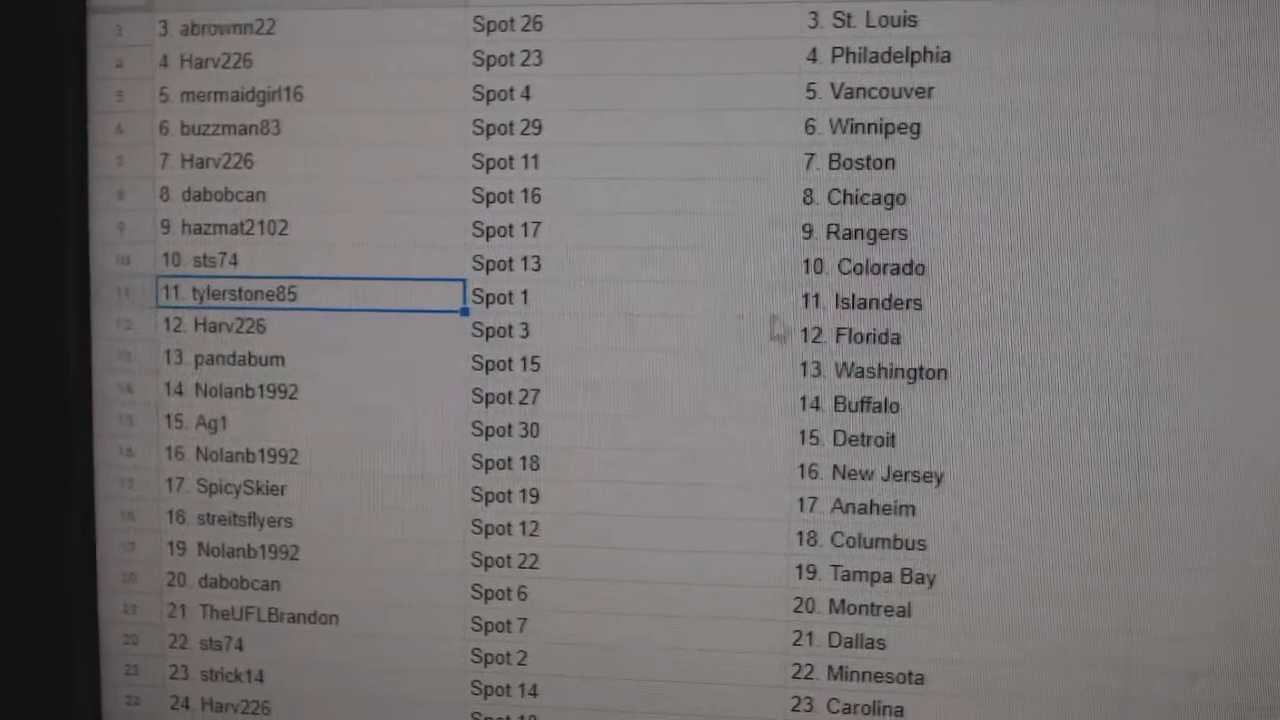 3. abrownn22 Spot 26 3. St. Louis
4. Harv226 Spot 23 4. Philadelphia
5. mermaidgirl16 Spot 4 5. Vancouver
6. buzzman83 Spot 29 6. Winnipeg
7. Harv226 Spot 11 7. Boston
8. dabobcan Spot 16 8. Chicago
9. hazmat2102 Spot 17 9. Rangers
10. sts74 Spot 13 10. Colorado
11. tylerstone85 Spot 1 11. Islanders
12. Harv226 Spot 3 12. Florida
13. pandabum Spot 15 13. Washington
14. Nolanb1992 Spot 27 14. Buffalo
15. Ag1 Spot 30 15. Detroit
16. Nolanb1992 Spot 18 16. New Jersey
17. SpicySkier Spot 19 17. Anaheim
18. streitsflyers Spot 12 18. Columbus
19. Nolanb1992 Spot 22 19. Tampa Bay
20. dabobcan Spot 6 20. Montreal
21. TheUFLBrandon Spot 7 21. Dallas
22. sts74 Spot 2 22. Minnesota
23. strick14 Spot 14 23. Carolina
24. Harv226 Spot